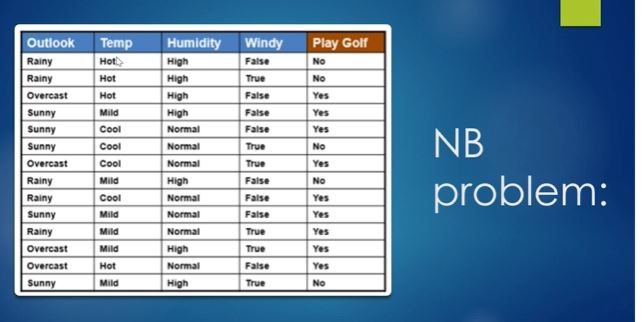 Outlook Temp Humidity Windy Play Golf
Rainy Hot High False No
Rainy Hot High True No
Overcast Hot High False Yes
Sunny Mild High False Yes
Sunny Cool Normal False Yes
Sunny Cool Normal True No
Overcast Cool Normal True Yes
Rainy Mild High False No
Rainy Cool Normal False Yes
Sunny Mild Normal False Yes
Rainy Mild Normal True Yes
Overcast Mild High True Yes
Overcast Hot Normal False Yes
Sunny Mild High True No
NB
problem: